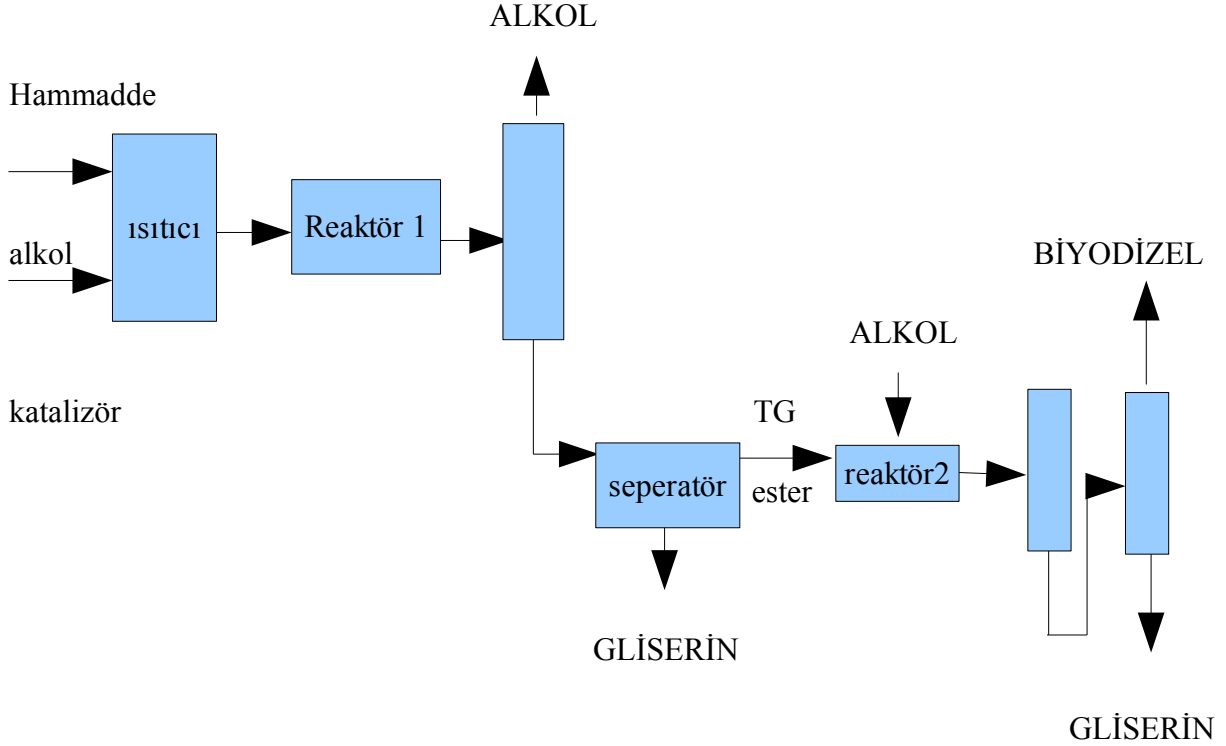 ALKOL
Hammadde
ısıtıcı
Reaktör 1
alkol
BİYODİZEL
ALKOL
katalizör
TG
seperatör
ester
reaktör2
GLİSERİN
GLİSERİN